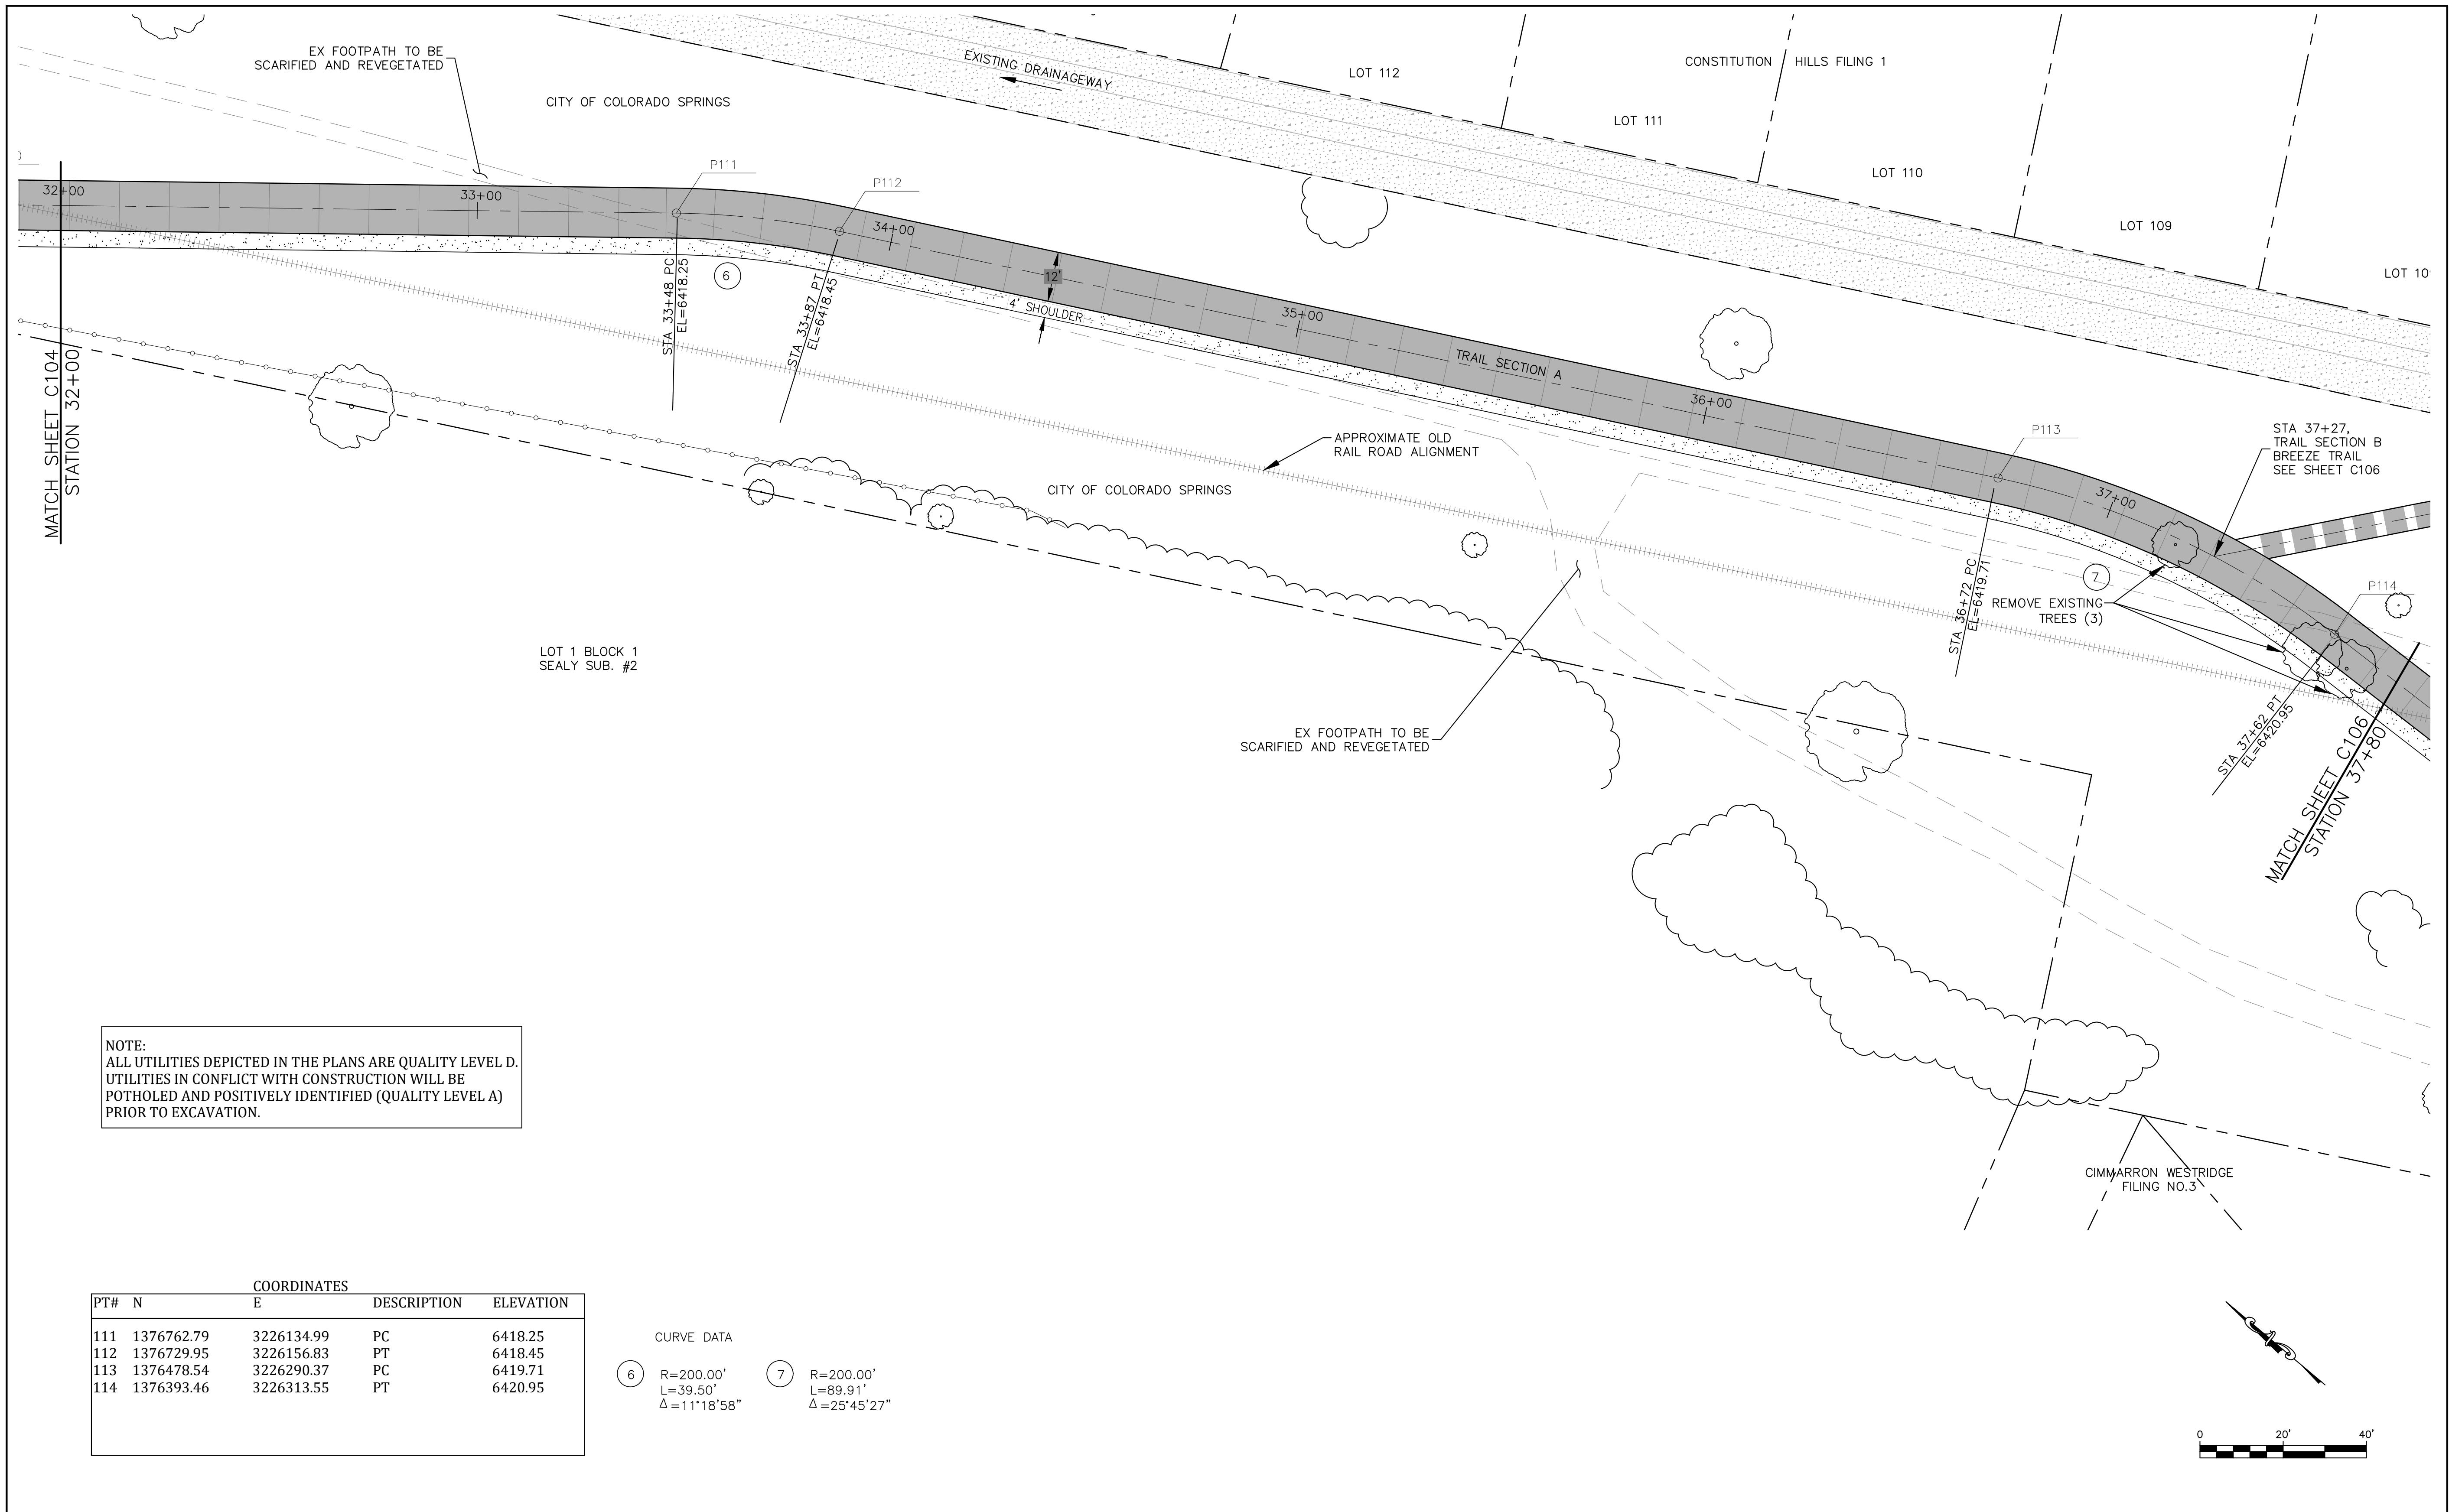 EX FOOTPATH TO BE
SCARIFIED AND REVEGETATED
CITY OF COLORADO SPRINGS
EXISTING DRAINAGEWAY
LOT 112
CONSTITUTION HILLS FILING 1
LOT 111
LOT 110
LOT 109
LOT 10
32+00
33+00
P111
P112
34+00
12'
4' SHOULDER
35+00
TRAIL SECTION A
36+00
P113
37+00
P114
STA 33+48 PC
EL=6418.25
6
STA 33+87 PT
EL=6418.45
MATCH SHEET C104
STATION 32+00
APPROXIMATE OLD
RAIL ROAD ALIGNMENT
CITY OF COLORADO SPRINGS
STA 37+27,
TRAIL SECTION B
BREEZE TRAIL
SEE SHEET C106
STA 36+72 PC
EL=6419.71
7
REMOVE EXISTING
TREES (3)
STA 37+62 PT
EL=6420.95
MATCH SHEET C106
STATION 37+80
LOT 1 BLOCK 1
SEALY SUB. #2
EX FOOTPATH TO BE
SCARIFIED AND REVEGETATED
NOTE:
ALL UTILITIES DEPICTED IN THE PLANS ARE QUALITY LEVEL D.
UTILITIES IN CONFLICT WITH CONSTRUCTION WILL BE
POTHOLED AND POSITIVELY IDENTIFIED (QUALITY LEVEL A)
PRIOR TO EXCAVATION.
CIMMARRON WESTRIDGE
FILING NO.3
COORDINATES
PT# N E DESCRIPTION ELEVATION
111 1376762.79 3226134.99 PC 6418.25
112 1376729.95 3226156.83 PT 6418.45
113 1376478.54 3226290.37 PC 6419.71
114 1376393.46 3226313.55 PT 6420.95
CURVE DATA
6 R=200.00'
L=39.50'
Δ=11°18'58"
7 R=200.00'
L=89.91'
Δ=25°45'27"
0 20' 40'